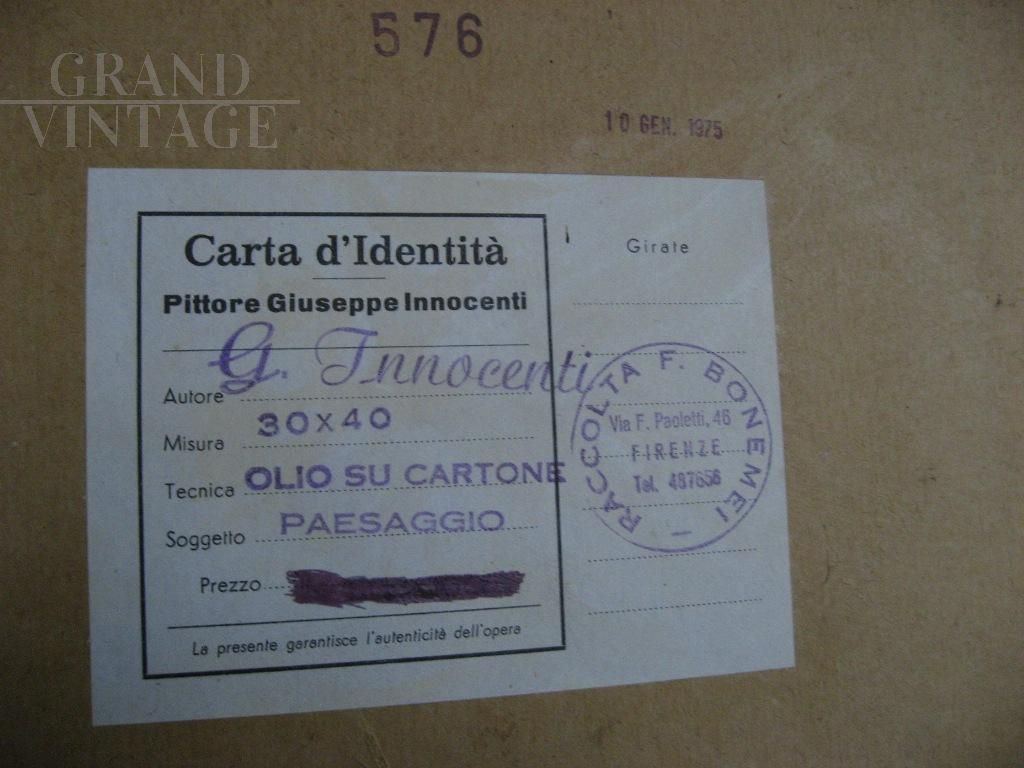 576
GRAND
VINTAGE
10 GEN. 1975
Carta d'Identità
Girate
Pittore Giuseppe Innocenti
G. Innocenti
Autore
Misura 30x40
Tecnica OLIO SU CARTONE
Soggetto PAESAGGIO
Prezzo
La presente garantisce l'autenticità dell'opera
RACCOLTA F. BONEMEI -
Via F. Paoletti, 46
FIRENZE
Tel. 487656